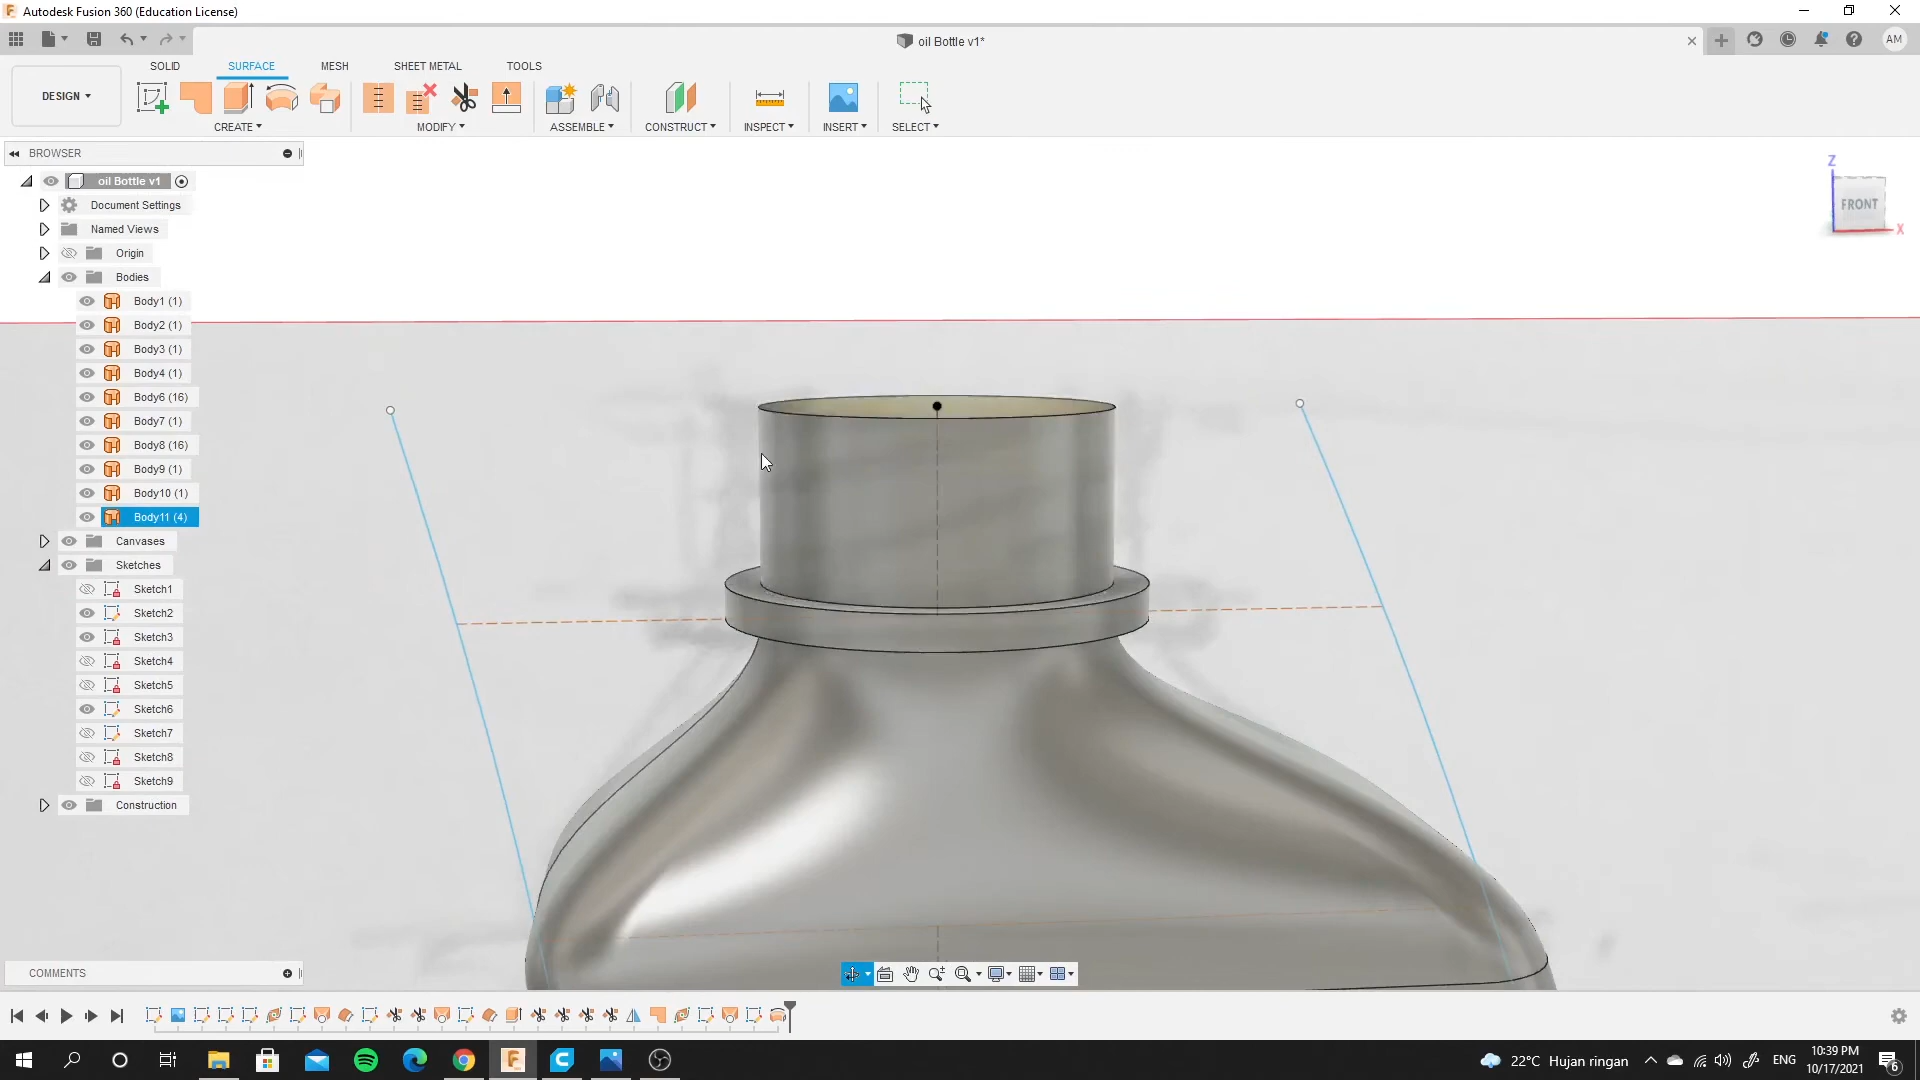 Autodesk Fusion 360 (Education License)
oil Bottle v1*
AM
DESIGN
SOLID
SURFACE
MESH
SHEET METAL
TOOLS
CREATE
MODIFY
ASSEMBLE
CONSTRUCT
INSPECT
INSERT
SELECT
BROWSER
oil Bottle v1
Document Settings
Named Views
Origin
Bodies
Body1 (1)
Body2 (1)
Body3 (1)
Body4 (1)
Body6 (16)
Body7 (1)
Body8 (16)
Body9 (1)
Body10 (1)
Body11 (4)
Canvases
Sketches
Sketch1
Sketch2
Sketch3
Sketch4
Sketch5
Sketch6
Sketch7
Sketch8
Sketch9
Construction
Z
FRONT
X
COMMENTS
22°C Hujan ringan
ENG
10:39 PM
10/17/2021
6